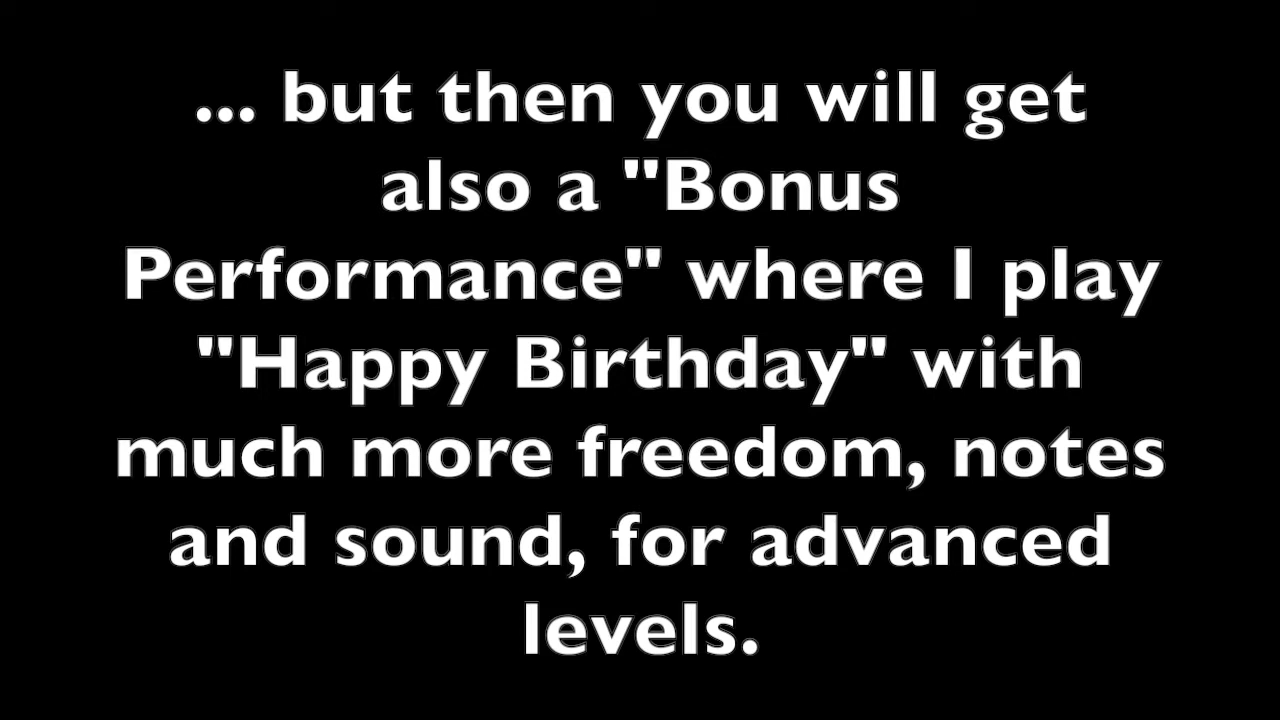 ... but then you will get
also a "Bonus
Performance" where I play
"Happy Birthday" with
much more freedom, notes
and sound, for advanced
levels.